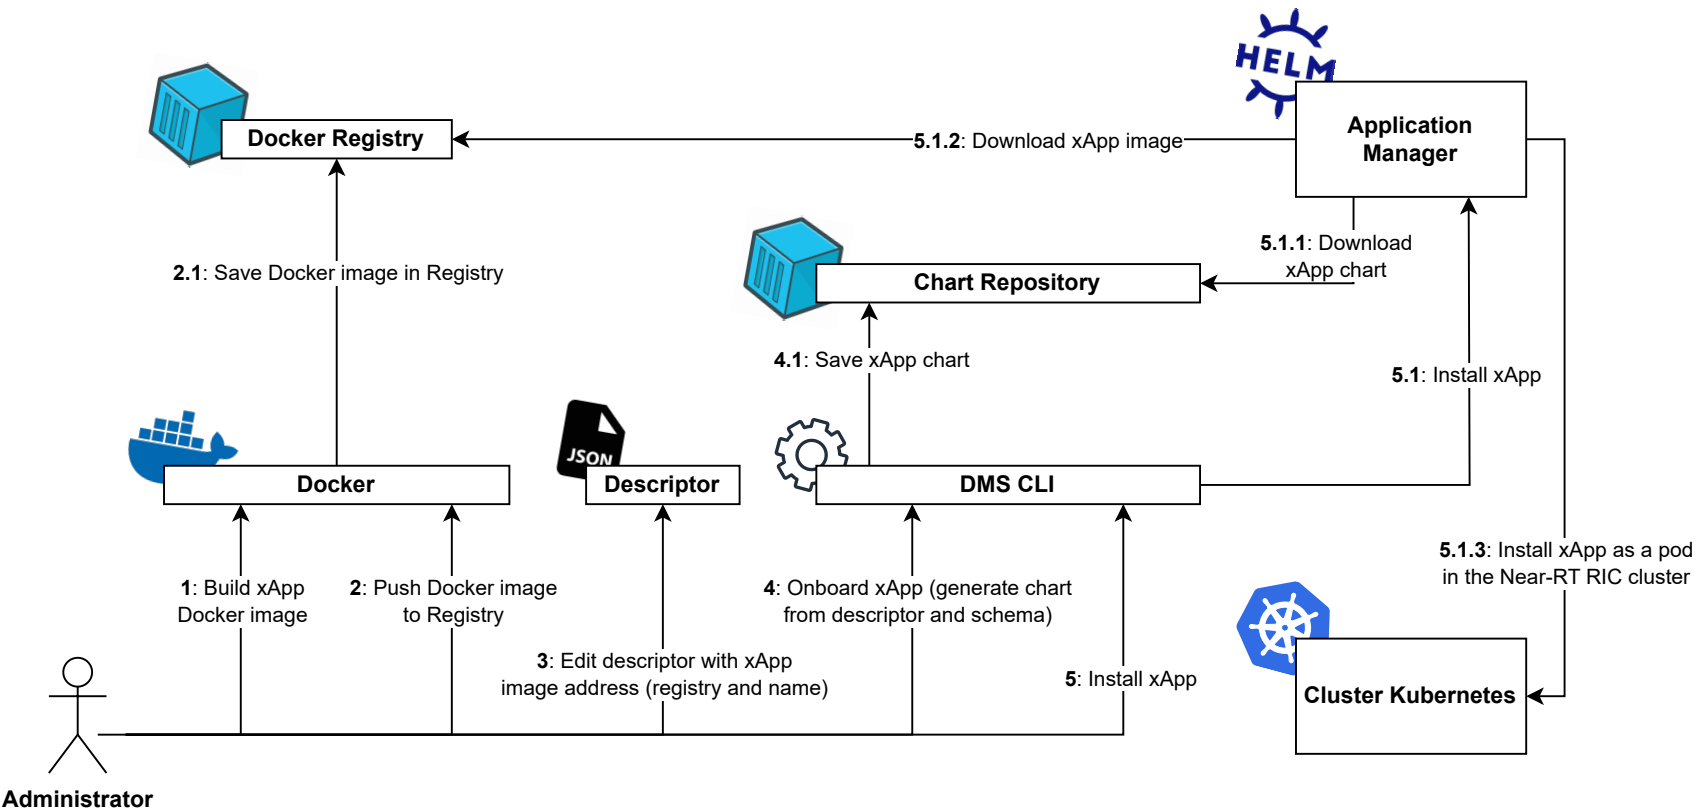 HELM
Application
Manager
Docker Registry
5.1.2: Download xApp image
5.1.1: Download
xApp chart
2.1: Save Docker image in Registry
Chart Repository
4.1: Save xApp chart
5.1: Install xApp
JSON
Docker
Descriptor
DMS CLI
5.1.3: Install xApp as a pod
in the Near-RT RIC cluster
1: Build xApp
Docker image
2: Push Docker image
to Registry
4: Onboard xApp (generate chart
from descriptor and schema)
3: Edit descriptor with xApp
image address (registry and name)
5: Install xApp
Cluster Kubernetes
Administrator